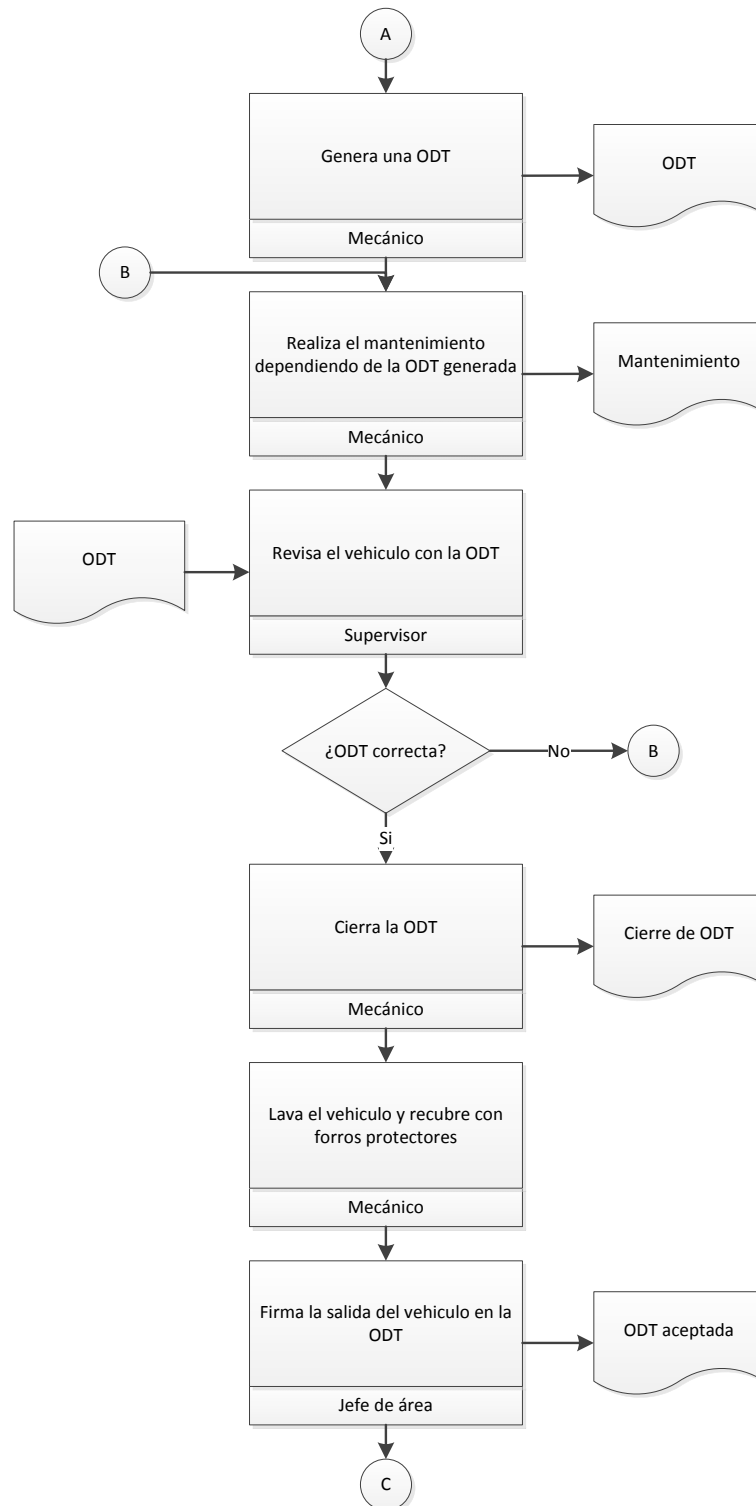 A
Genera una ODT
ODT
Mecánico
B
Realiza el mantenimiento
dependiendo de la ODT generada
Mantenimiento
Mecánico
ODT
Revisa el vehiculo con la ODT
Supervisor
¿ODT correcta?
No
B
Si
Cierra la ODT
Cierre de ODT
Mecánico
Lava el vehiculo y recubre con
forros protectores
Mecánico
Firma la salida del vehiculo en la
ODT
ODT aceptada
Jefe de área
C